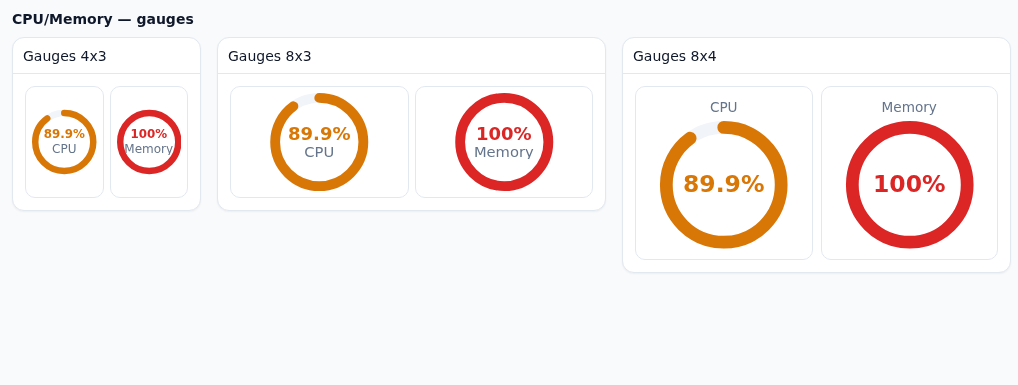 CPU/Memory — gauges
Gauges 4x3
89.9%
CPU
100%
Memory
Gauges 8x3
89.9%
CPU
100%
Memory
Gauges 8x4
CPU
89.9%
Memory
100%